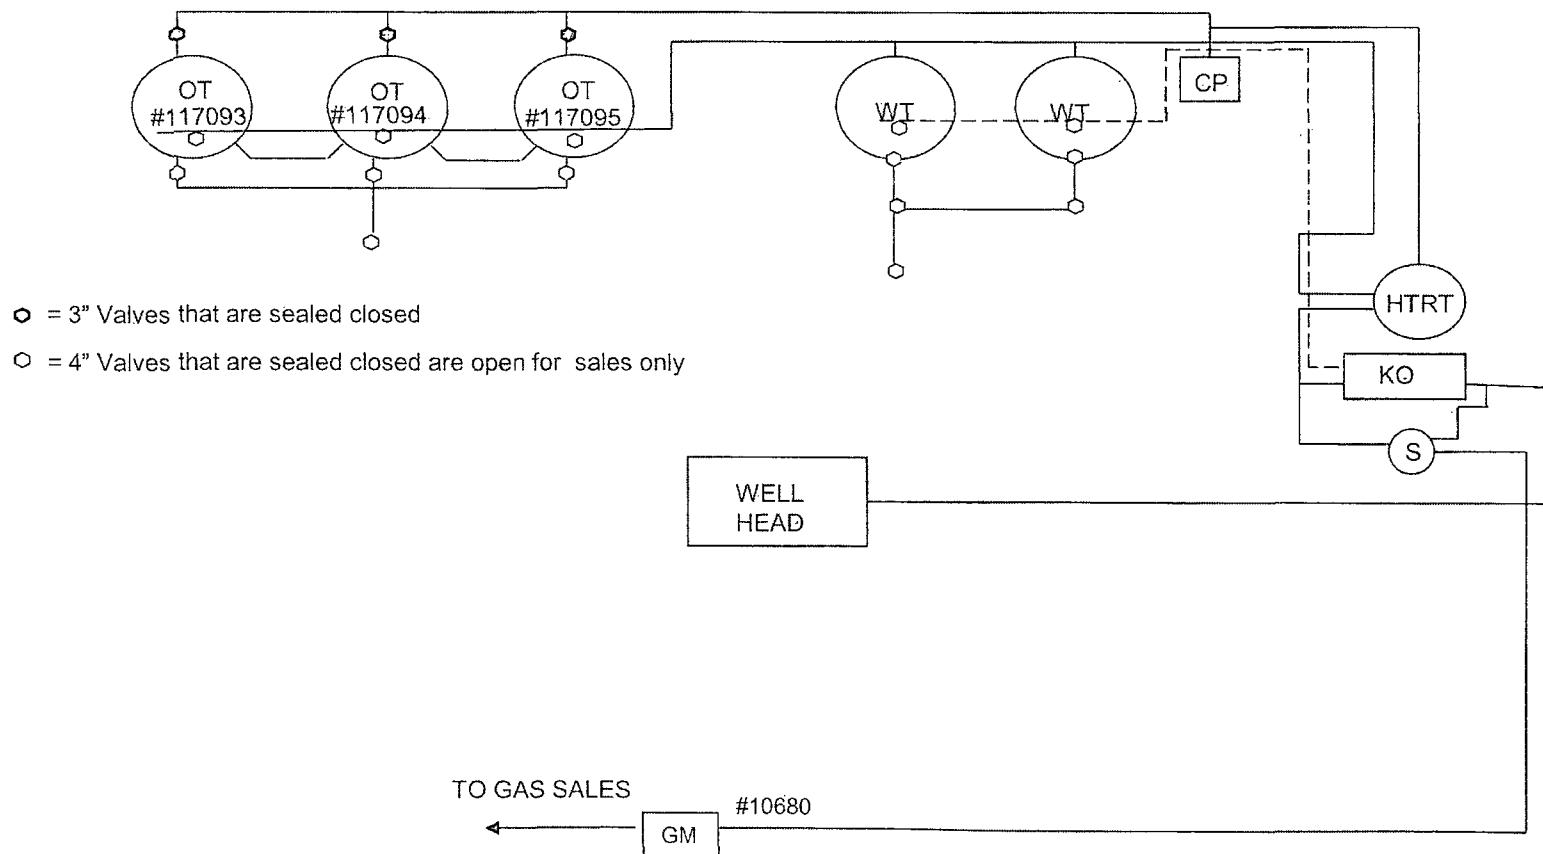 OT
#117093
OT
#117094
OT
#117095
WT
WT
CP
HTRT
= 3" Valves that are sealed closed
= 4" Valves that are sealed closed are open for sales only
KO
S
WELL
HEAD
TO GAS SALES
#10680
GM